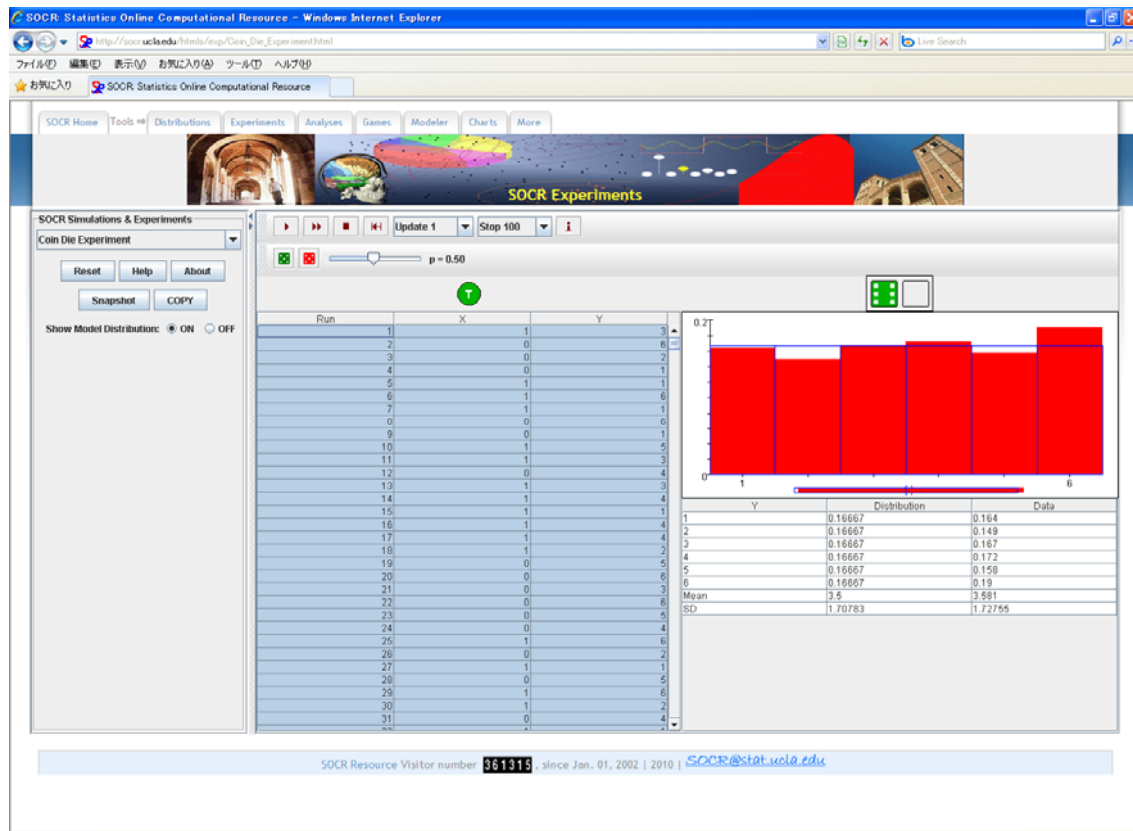 SOCR: Statistics Online Computational Resource - Windows Internet Explorer
http://socr.ucla.edu/htmls/exp/Coin_Die_Experiment.html
Live Search
ファイル(F) 編集(E) 表示(V) お気に入り(A) ツール(T) ヘルプ(H)
お気に入り SOCR: Statistics Online Computational Resource
SOCR Home Tools ⇒ Distributions Experiments Analyses Games Modeler Charts More
SOCR Experiments
SOCR Simulations & Experiments
Coin Die Experiment
Reset Help About
Snapshot COPY
Show Model Distribution: ON OFF
Update 1 Stop 100 i
p = 0.50
T
Run X Y
1 1 3
2 0 6
3 0 2
4 0 1
5 1 1
6 1 6
7 1 1
8 0 6
9 0 1
10 1 5
11 1 3
12 0 4
13 1 3
14 1 4
15 1 1
16 1 4
17 1 4
18 1 2
19 0 5
20 0 6
21 0 3
22 0 6
23 0 5
24 0 4
25 1 6
26 0 2
27 1 1
28 0 5
29 1 6
30 1 2
31 0 4
0.2
0
1 6
Y Distribution Data
1 0.16667 0.164
2 0.16667 0.149
3 0.16667 0.167
4 0.16667 0.172
5 0.16667 0.158
6 0.16667 0.19
Mean 3.5 3.581
SD 1.70783 1.72755
SOCR Resource Visitor number 361315 , since Jan. 01, 2002 | 2010 | SOCR@stat.ucla.edu